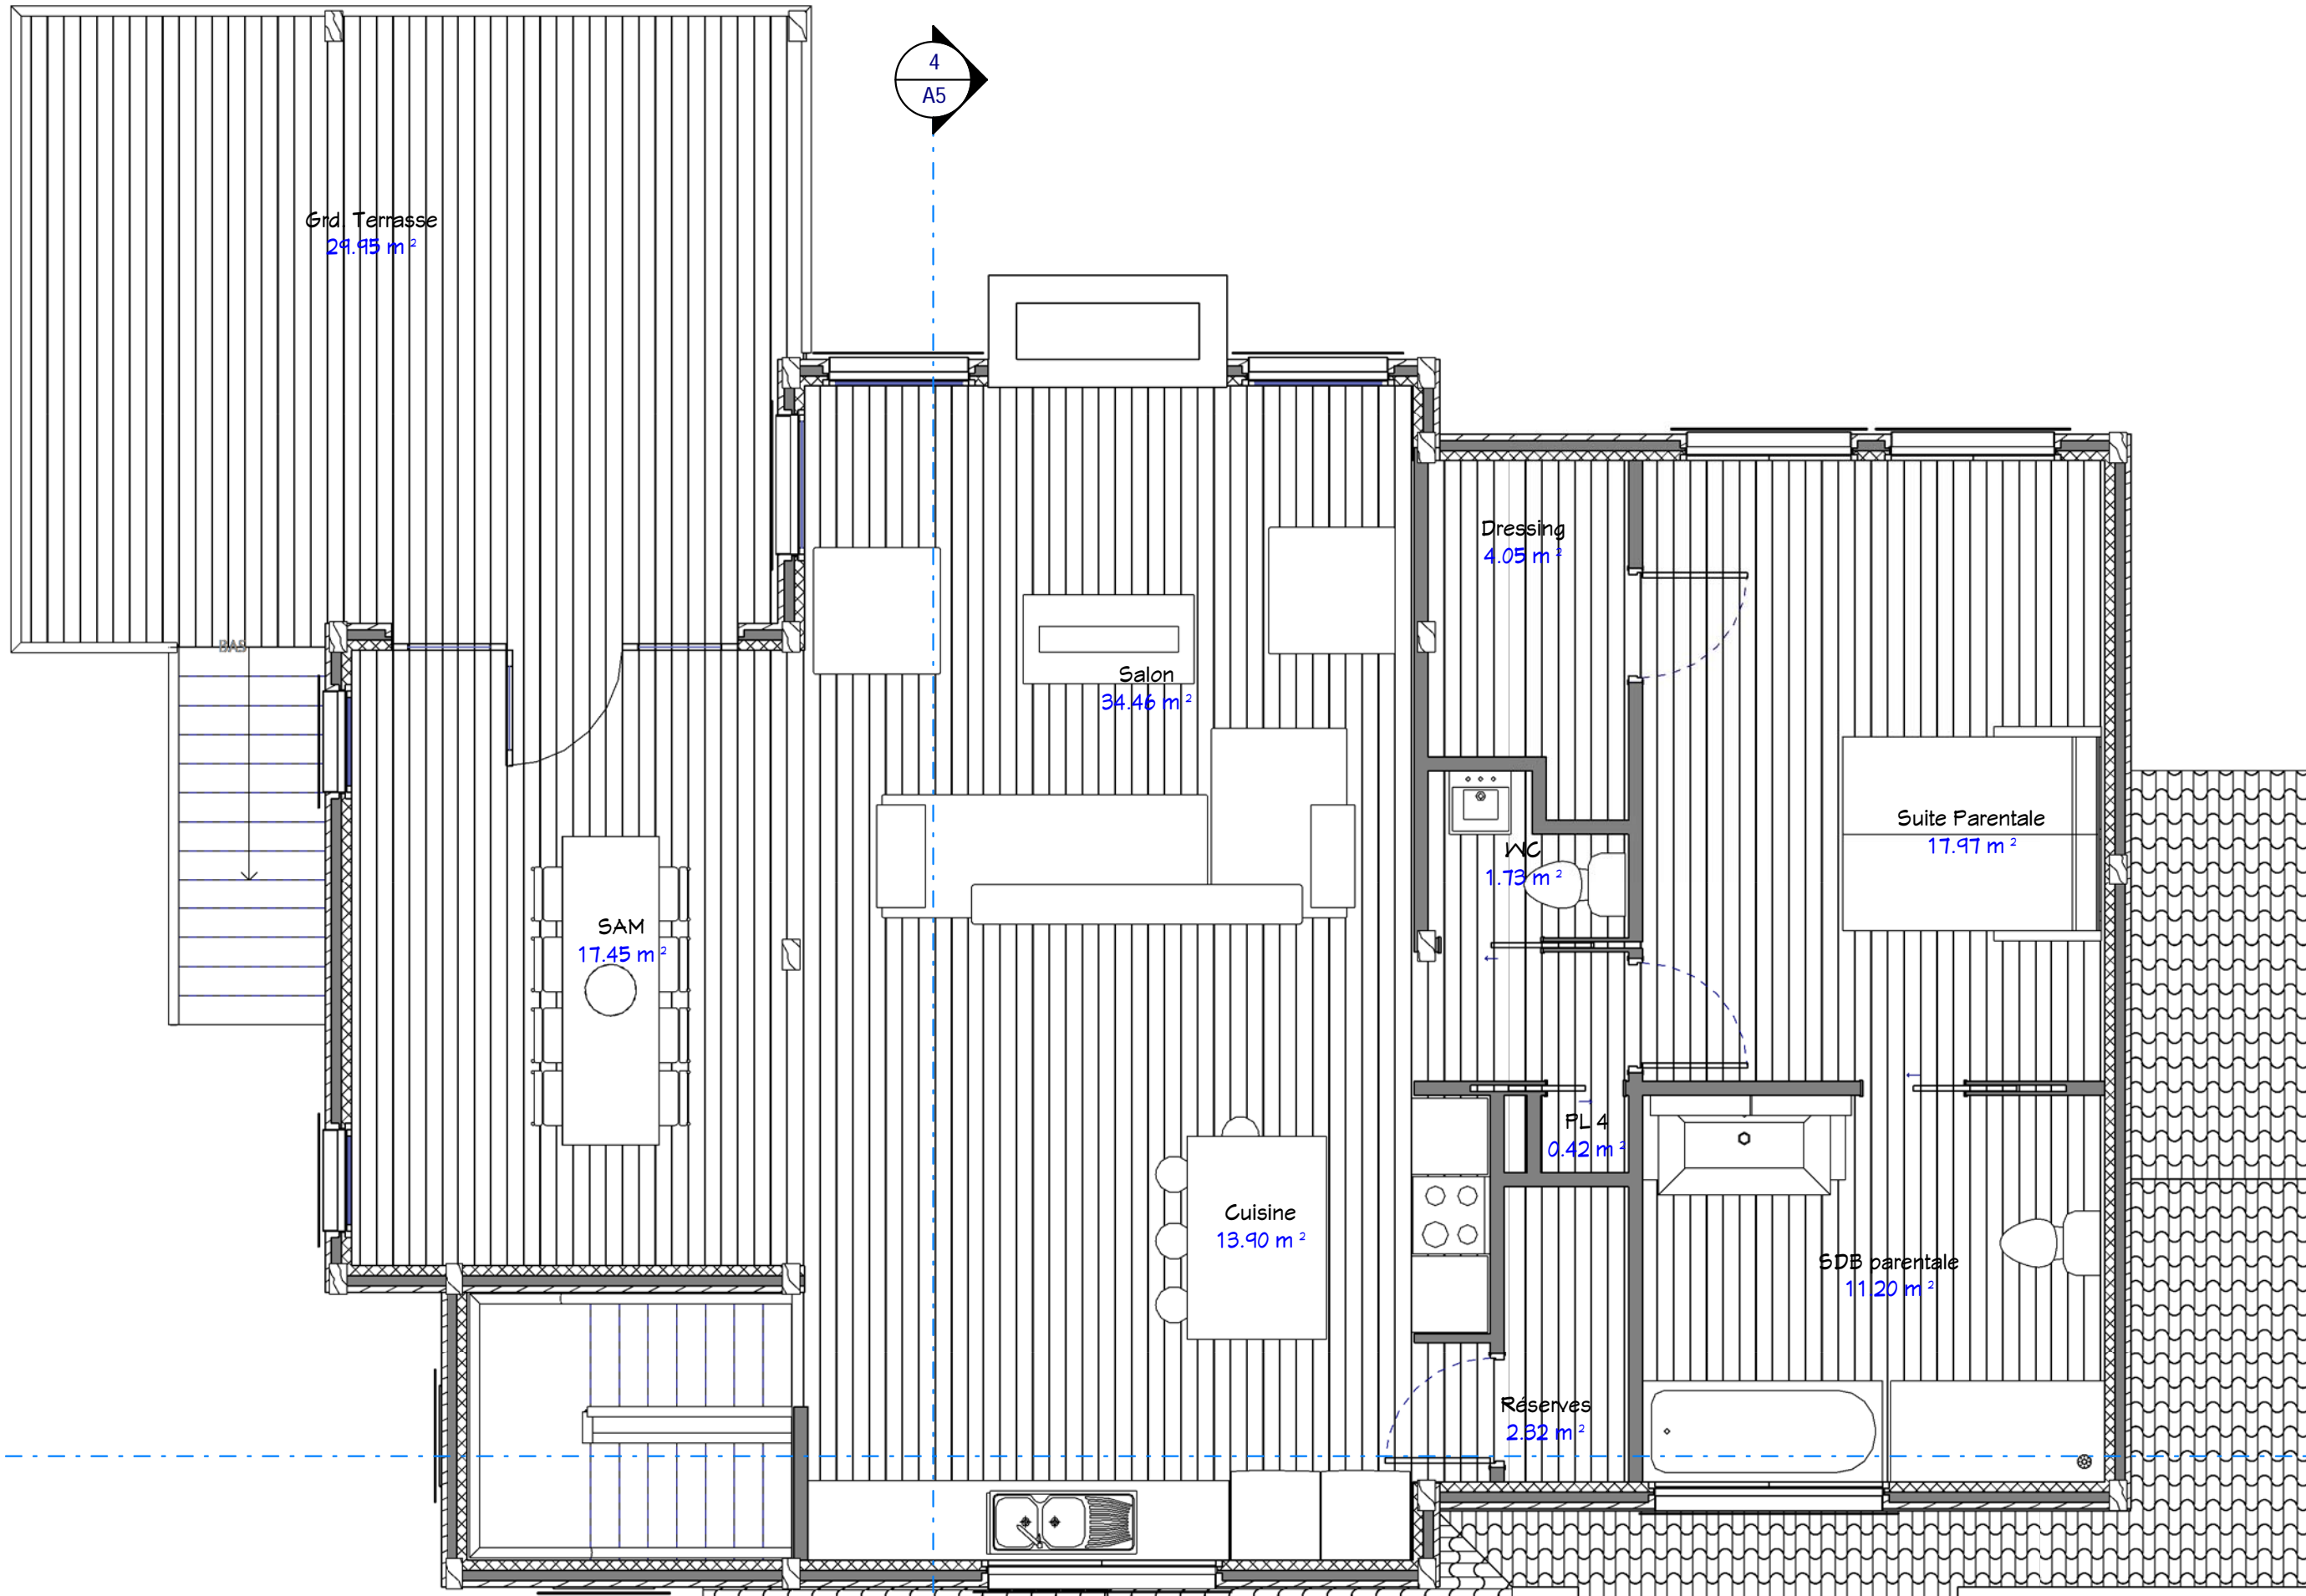 4
A5
Grd. Terrasse
29.95 m²
Dressing
4.05 m²
BAS
Salon
34.46 m²
Suite Parentale
17.97 m²
WC
1.73 m²
SAM
17.45 m²
PL 4
0.42 m²
Cuisine
13.90 m²
SDB parentale
11.20 m²
Réserves
2.32 m²